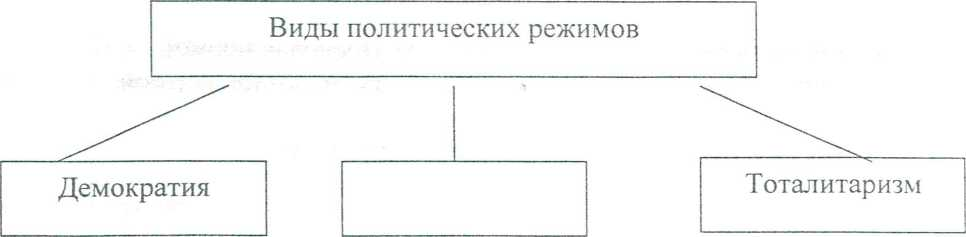 Виды политических режимов
Демократия
Тоталитаризм